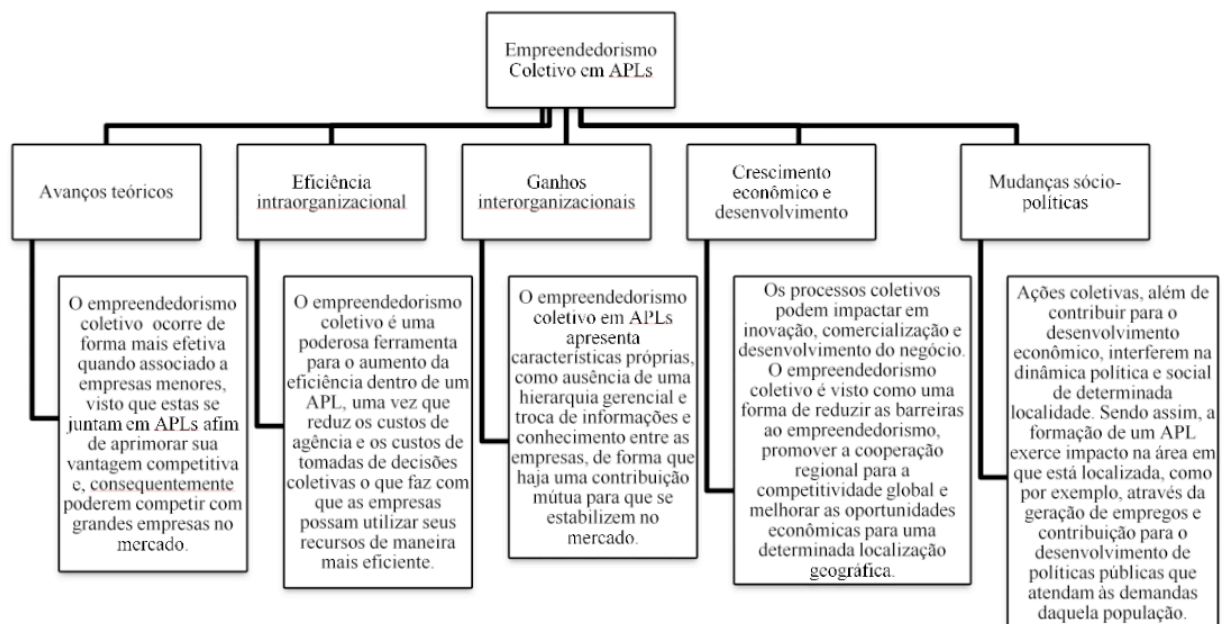 Empreendedorismo
Coletivo em APLs
Avanços teóricos
Eficiência
intraorganizacional
Ganhos
interorganizacionais
Crescimento
econômico e
desenvolvimento
Mudanças sócio-
políticas
O empreendedorismo
coletivo ocorre de
forma mais efetiva
quando associado a
empresas menores,
visto que estas se
juntam em APLs afim
de aprimorar sua
vantagem competitiva
e, consequentemente
poderem competir com
grandes empresas no
mercado.
O empreendedorismo
coletivo é uma
poderosa ferramenta
para o aumento da
eficiência dentro de um
APL, uma vez que
reduz os custos de
agência e os custos de
tomadas de decisões
coletivas o que faz com
que as empresas
possam utilizar seus
recursos de maneira
mais eficiente.
O empreendedorismo
coletivo em APLs
apresenta
características próprias,
como ausência de uma
hierarquia gerencial e
troca de informações e
conhecimento entre as
empresas, de forma que
haja uma contribuição
mútua para que se
estabilizem no
mercado.
Os processos coletivos
podem impactar em
inovação, comercialização e
desenvolvimento do negócio.
O empreendedorismo
coletivo é visto como uma
forma de reduzir as barreiras
ao empreendedorismo,
promover a cooperação
regional para a
competitividade global e
melhorar as oportunidades
econômicas para uma
determinada localização
geográfica.
Ações coletivas, além de
contribuir para o
desenvolvimento
econômico, interferem na
dinâmica política e social
de determinada
localidade. Sendo assim, a
formação de um APL
exerce impacto na área em
que está localizada, como
por exemplo, através da
geração de empregos e
contribuição para o
desenvolvimento de
políticas públicas que
atendam às demandas
daquela população.